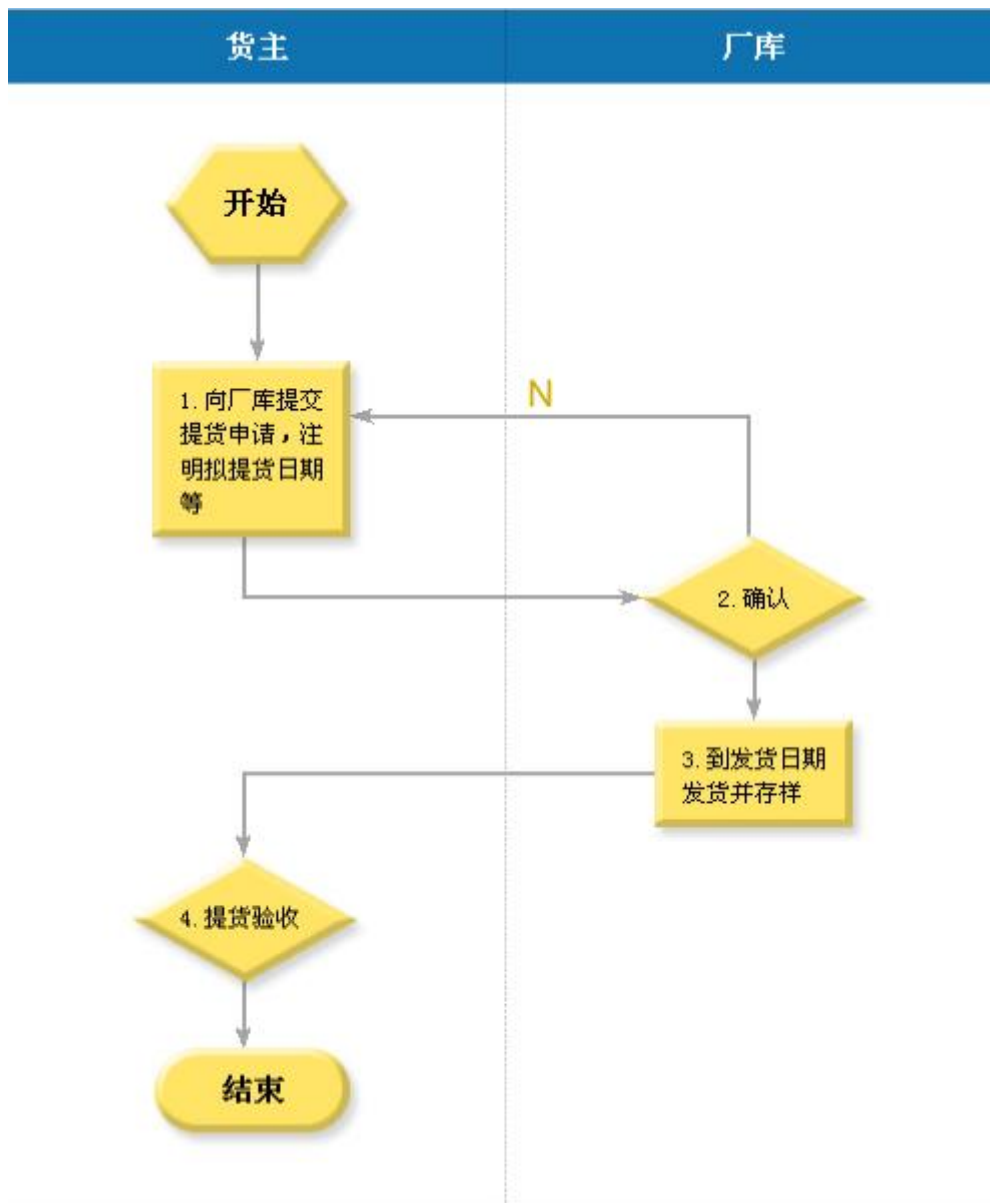 货主
厂库
开始
1.向厂库提交
提货申请，注
明拟提货日期
等
N
2.确认
3.到发货日期
发货并存样
4.提货验收
结束